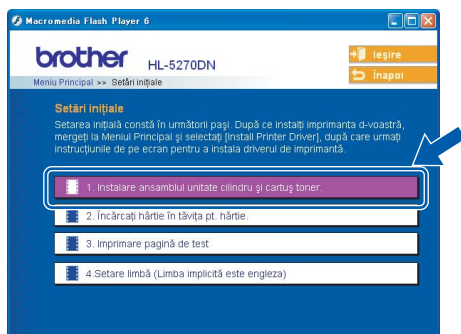 Macromedia Flash Player 6
brother HL-5270DN
Ieşire
Meniu Principal >> Setări iniţiale
Înapoi
Setări iniţiale
Setarea iniţială constă în următorii paşi. După ce instalţi imprimanta d-voastră,
mergeţi la Meniul Principal şi selectaţi [Install Printer Driver], după care urmaţi
instrucţiunile de pe ecran pentru a instala driverul de imprimantă.
1. Instalare ansamblul unitate cilindru şi cartuş toner.
2. Încărcaţi hârtie în tăviţa pt. hârtie.
3. Imprimare pagină de test
4.Setare limbă (Limba implicită este engleza)